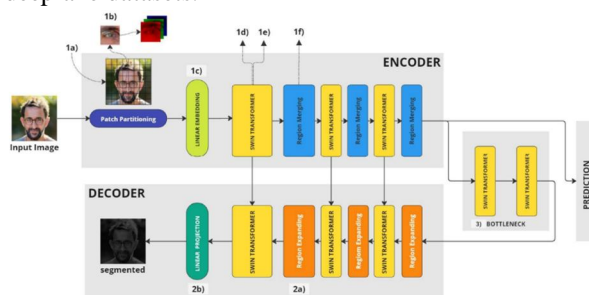 1b)
1a)
1d)
1e)
1f)
1c)
ENCODER
Input Image
Patch Partitioning
LINEAR EMBEDDING
SWIN TRANSFORMER
Region Merging
SWIN TRANSFORMER
Region Merging
SWIN TRANSFORMER
Region Merging
SWIN TRANSFORMER
SWIN TRANSFORMER
3) BOTTLENECK
PREDICTION
DECODER
segmented
LINEAR PROJECTION
SWIN TRANSFORMER
Region Expanding
SWIN TRANSFORMER
Region Expanding
SWIN TRANSFORMER
Region Expanding
2b)
2a)